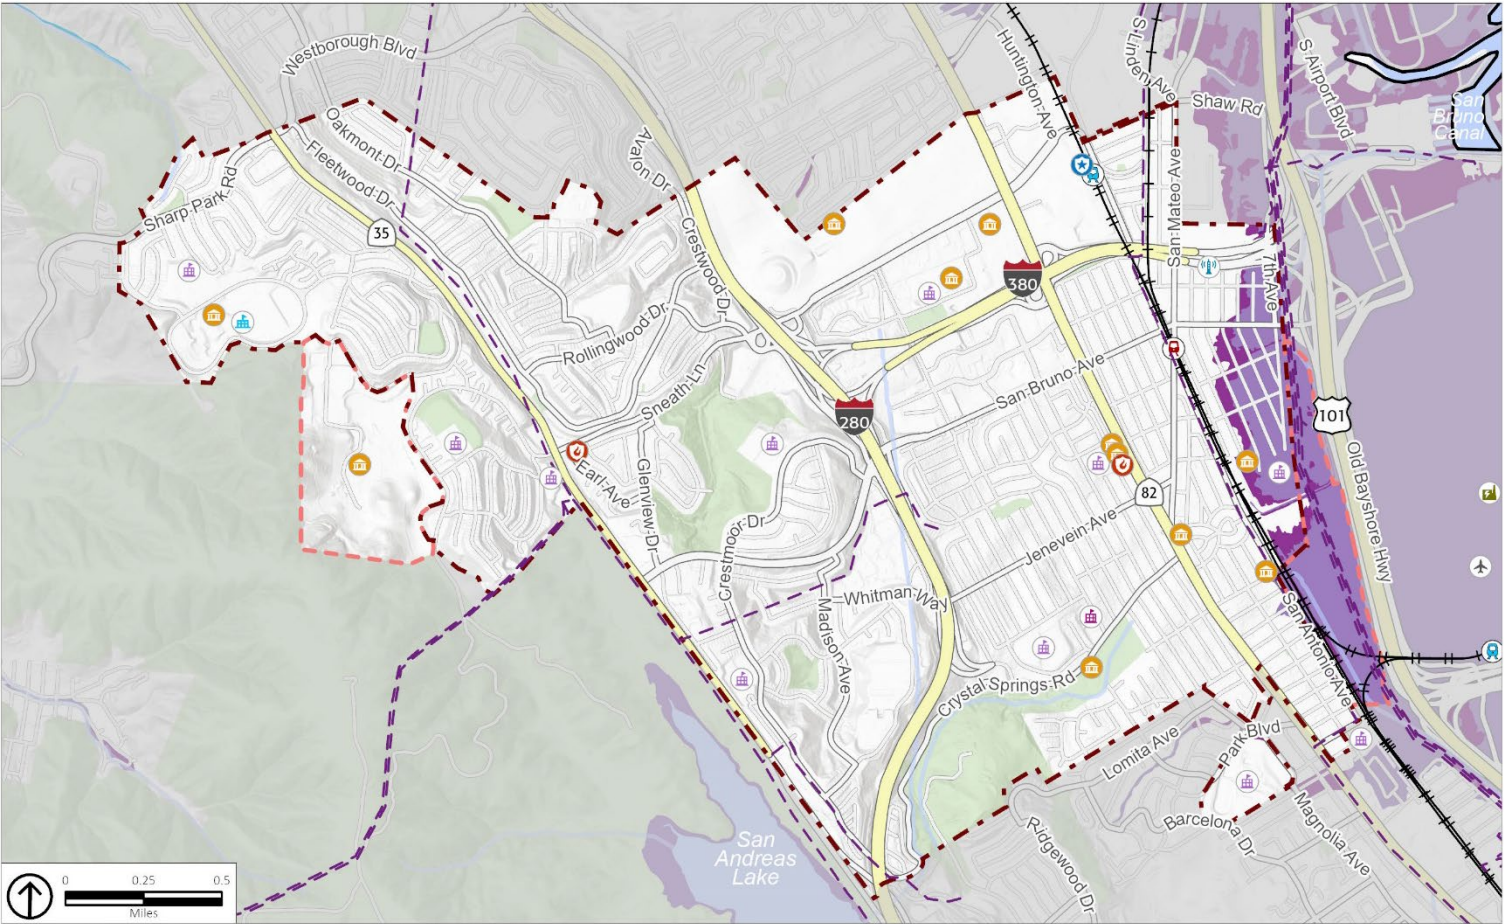 Westborough Blvd
Huntington Ave
S Linden Ave
S Airport Blvd
Shaw Rd
San
Bruno
Canal
Oakmont Dr
Fleetwood Dr
Avalon Dr
Sharp Park Rd
35
San Mateo Ave
Crestwood Dr
7th Ave
380
Rollingwood Dr
Sneath Ln
San Bruno Ave
280
101
Earl Ave
Glenview Dr
Old Bayshore Hwy
82
Crestmoor Dr
Jenevein Ave
Whitman Way
Madison Ave
San Antonio Ave
Crystal Springs Rd
Park Blvd
Lomita Ave
Barcelona Dr
Magnolia Ave
Ridgewood Dr
San
Andreas
Lake
0 0.25 0.5
Miles